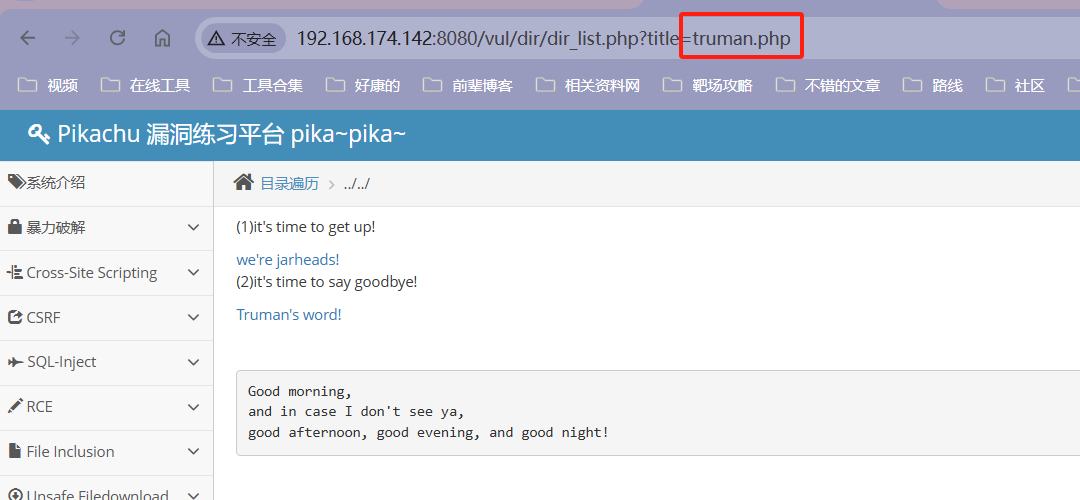 不安全 192.168.174.142:8080/vul/dir/dir_list.php?title=truman.php
视频 在线工具 工具合集 好康的 前辈博客 相关资料网 靶场攻略 不错的文章 路线 社区
Pikachu 漏洞练习平台 pika~pika~
系统介绍
目录遍历 > ../../
暴力破解
(1)it's time to get up!
we're jarheads!
Cross-Site Scripting
(2)it's time to say goodbye!
CSRF
Truman's word!
SQL-Inject
Good morning,
RCE
and in case I don't see ya,
good afternoon, good evening, and good night!
File Inclusion
Unsafe Filedownload